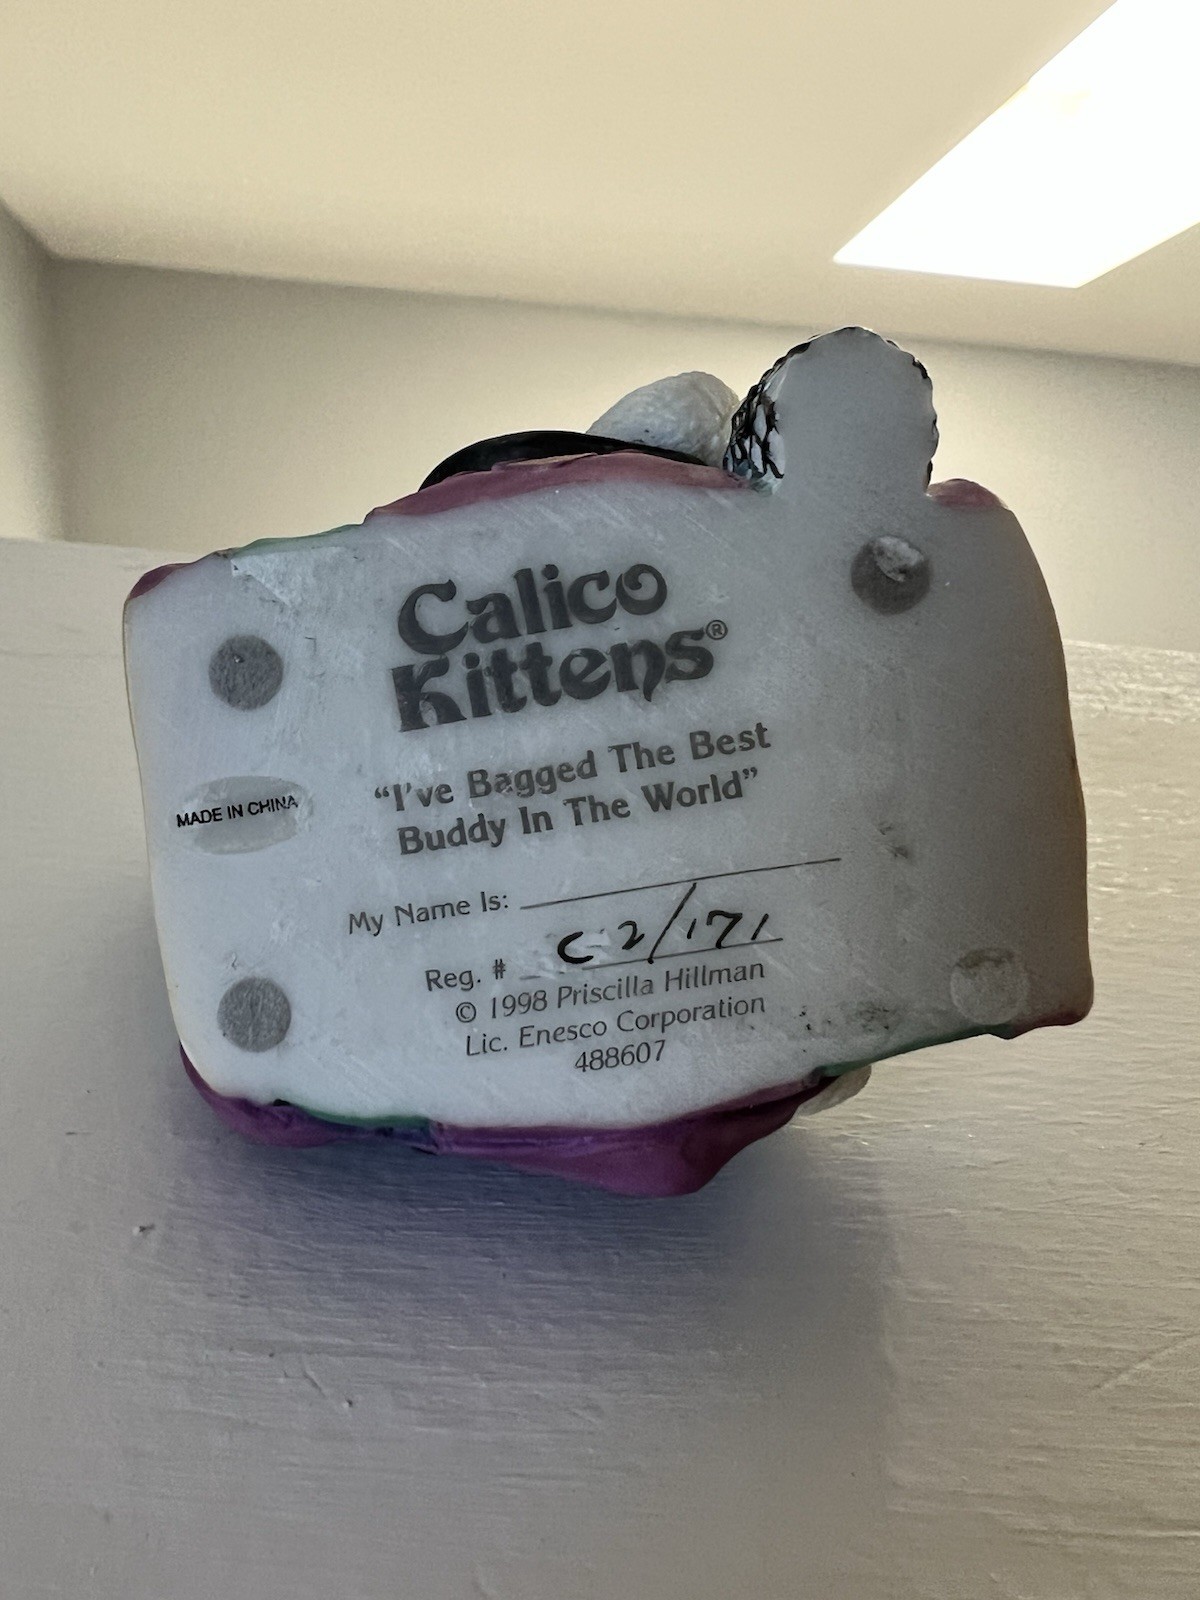 Calico
Kittens®
"I've Bagged The Best
Buddy In The World"
MADE IN CHINA
My Name Is:
Reg. # C2/171
© 1998 Priscilla Hillman
Lic. Enesco Corporation
488607